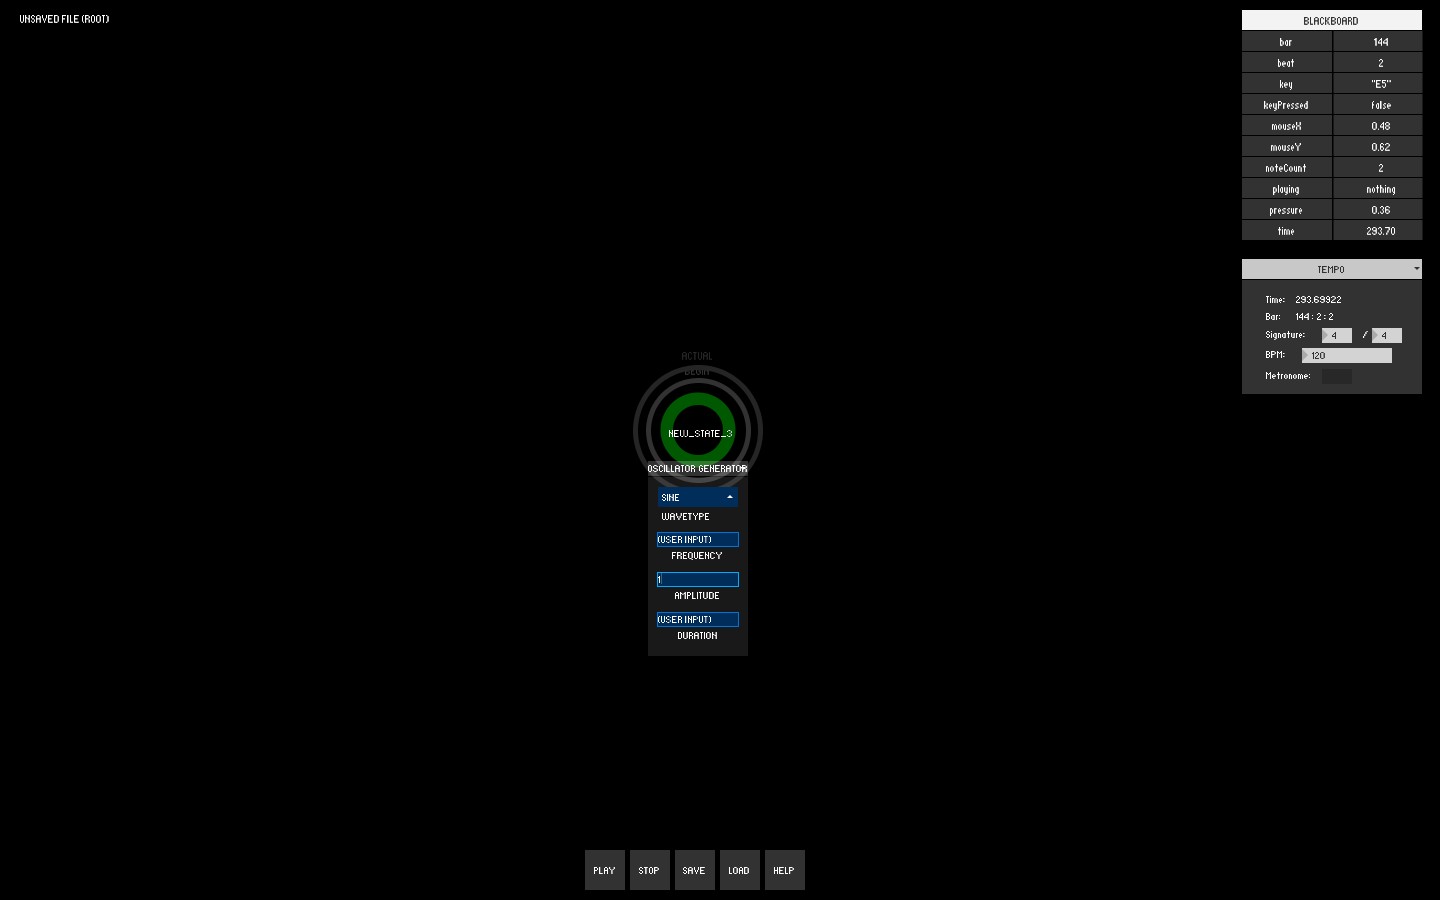 UNSAVED FILE (ROOT)
BLACKBOARD
bar 144
beat 2
key "E5"
keyPressed false
mouseX 0.48
mouseY 0.62
noteCount 2
playing nothing
pressure 0.36
time 293.70
TEMPO
Time: 293.69922
Bar: 144 : 2 : 2
Signature: 4 / 4
BPM: 120
Metronome:
ACTUAL
BEGIN
NEW_STATE_3
OSCILLATOR GENERATOR
SINE
WAVETYPE
(USER INPUT)
FREQUENCY
1
AMPLITUDE
(USER INPUT)
DURATION
PLAY STOP SAVE LOAD HELP